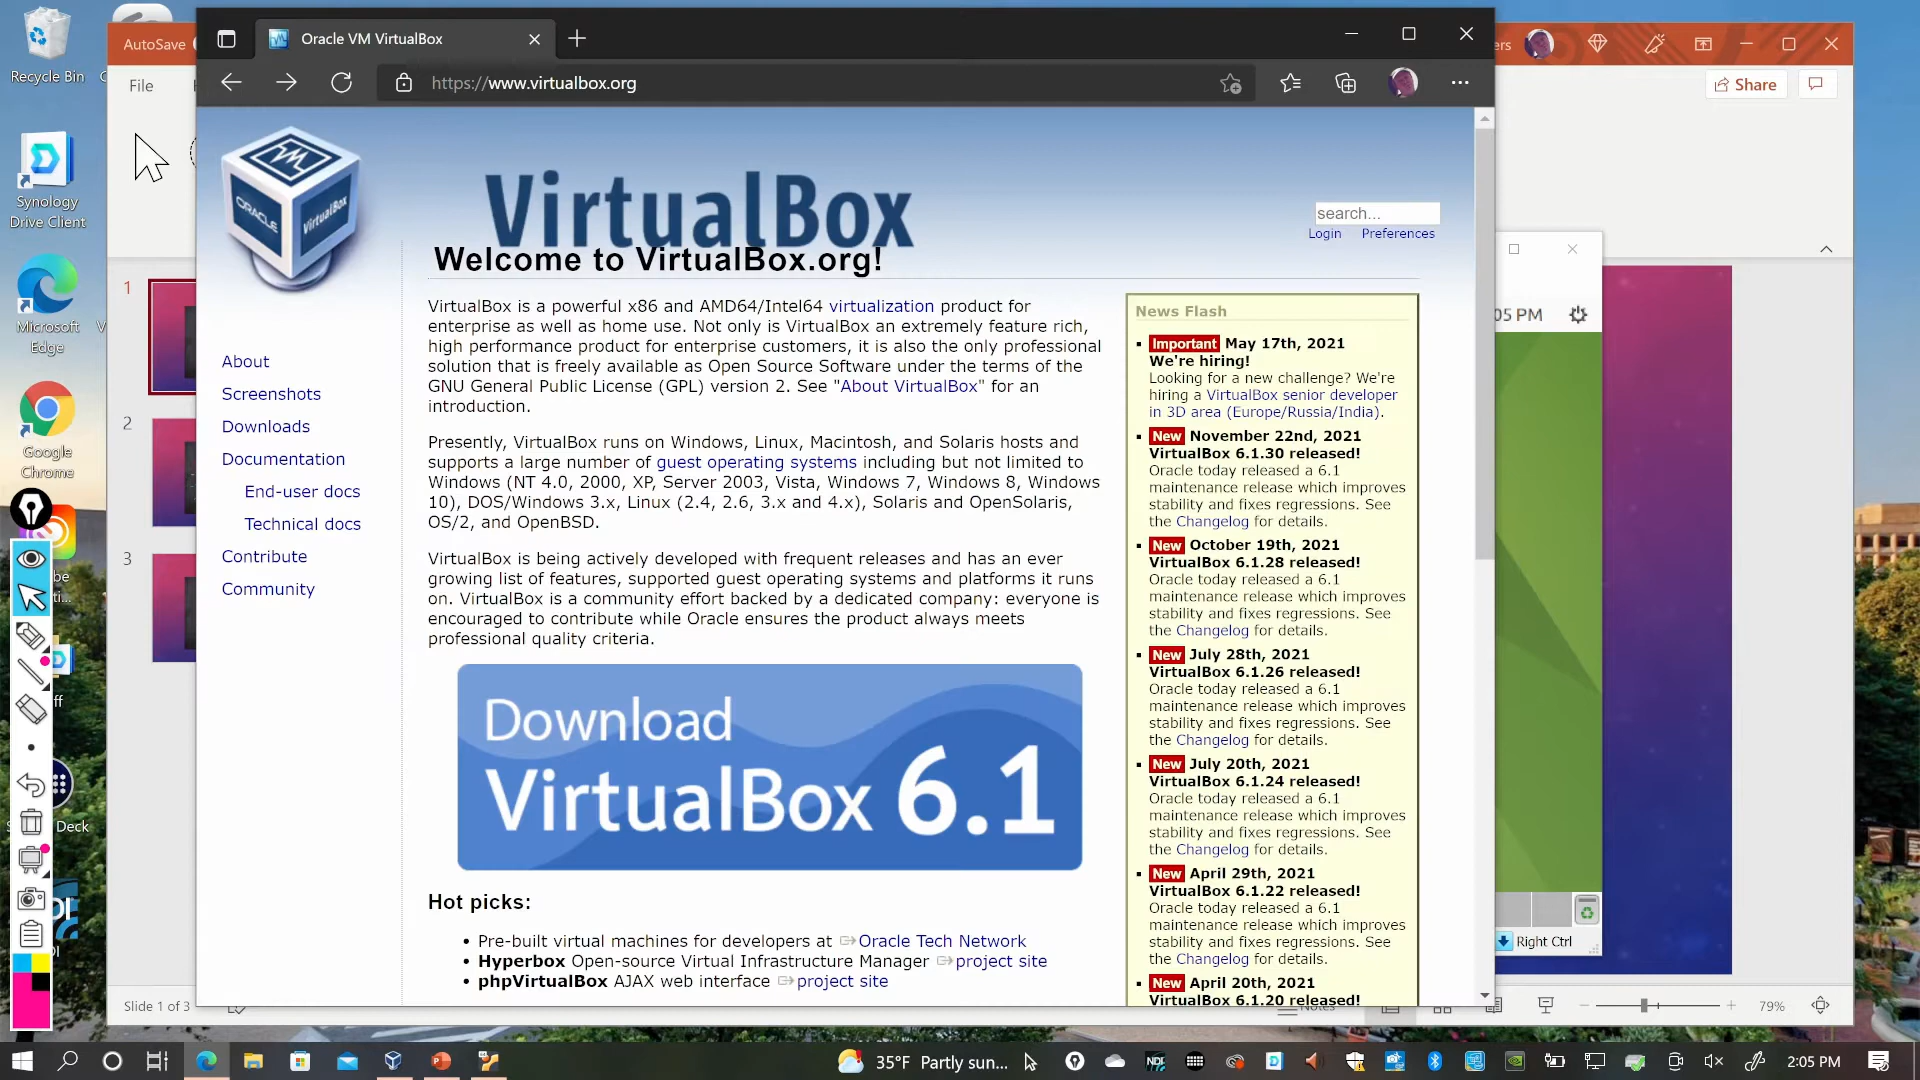 Recycle Bin
Synology
Drive Client
Microsoft
Edge
Google
Chrome
Deck
AutoSave
File
Share
1
2
3
Slide 1 of 3
Notes
79%
05 PM
Right Ctrl
Oracle VM VirtualBox
https://www.virtualbox.org
ORACLE
VirtualBox
VirtualBox
search...
Login Preferences
Welcome to VirtualBox.org!
About
Screenshots
Downloads
Documentation
End-user docs
Technical docs
Contribute
Community
VirtualBox is a powerful x86 and AMD64/Intel64 virtualization product for
enterprise as well as home use. Not only is VirtualBox an extremely feature rich,
high performance product for enterprise customers, it is also the only professional
solution that is freely available as Open Source Software under the terms of the
GNU General Public License (GPL) version 2. See "About VirtualBox" for an
introduction.
Presently, VirtualBox runs on Windows, Linux, Macintosh, and Solaris hosts and
supports a large number of guest operating systems including but not limited to
Windows (NT 4.0, 2000, XP, Server 2003, Vista, Windows 7, Windows 8, Windows
10), DOS/Windows 3.x, Linux (2.4, 2.6, 3.x and 4.x), Solaris and OpenSolaris,
OS/2, and OpenBSD.
VirtualBox is being actively developed with frequent releases and has an ever
growing list of features, supported guest operating systems and platforms it runs
on. VirtualBox is a community effort backed by a dedicated company: everyone is
encouraged to contribute while Oracle ensures the product always meets
professional quality criteria.
Download
VirtualBox 6.1
Hot picks:
Pre-built virtual machines for developers at Oracle Tech Network
Hyperbox Open-source Virtual Infrastructure Manager project site
phpVirtualBox AJAX web interface project site
News Flash
Important May 17th, 2021
We're hiring!
Looking for a new challenge? We're
hiring a VirtualBox senior developer
in 3D area (Europe/Russia/India).
New November 22nd, 2021
VirtualBox 6.1.30 released!
Oracle today released a 6.1
maintenance release which improves
stability and fixes regressions. See
the Changelog for details.
New October 19th, 2021
VirtualBox 6.1.28 released!
Oracle today released a 6.1
maintenance release which improves
stability and fixes regressions. See
the Changelog for details.
New July 28th, 2021
VirtualBox 6.1.26 released!
Oracle today released a 6.1
maintenance release which improves
stability and fixes regressions. See
the Changelog for details.
New July 20th, 2021
VirtualBox 6.1.24 released!
Oracle today released a 6.1
maintenance release which improves
stability and fixes regressions. See
the Changelog for details.
New April 29th, 2021
VirtualBox 6.1.22 released!
Oracle today released a 6.1
maintenance release which improves
stability and fixes regressions. See
the Changelog for details.
New April 20th, 2021
VirtualBox 6.1.20 released!
35°F Partly sun...
2:05 PM